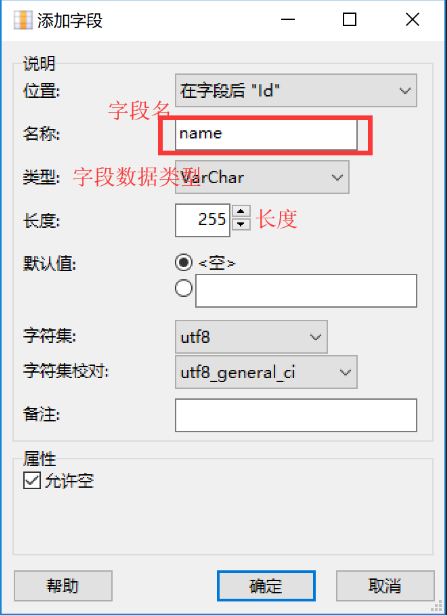 添加字段
说明
位置: 在字段后 "Id"
字段名
名称: name
类型: 字段数据类型 VarChar
长度: 255 长度
默认值: <空>
字符集: utf8
字符集校对: utf8_general_ci
备注:
属性
允许空
帮助 确定 取消